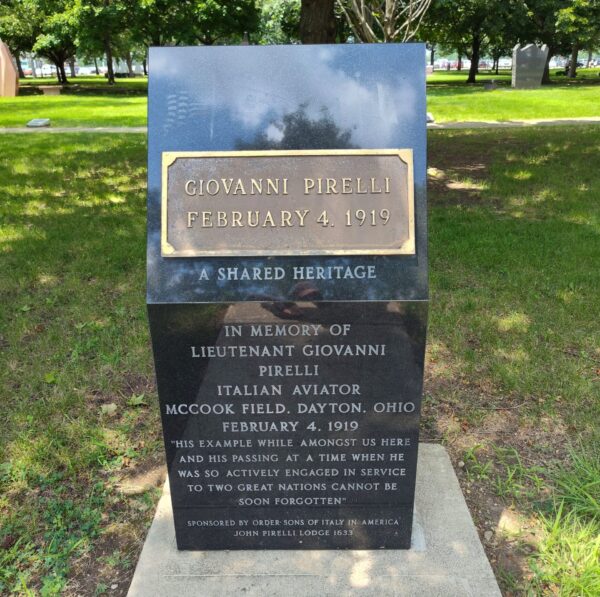 GIOVANNI PIRELLI
FEBRUARY 4, 1919
A SHARED HERITAGE
IN MEMORY OF
LIEUTENANT GIOVANNI
PIRELLI
ITALIAN AVIATOR
MCCOOK FIELD, DAYTON, OHIO
FEBRUARY 4, 1919
"HIS EXAMPLE WHILE AMONGST US HERE
AND HIS PASSING AT A TIME WHEN HE
WAS SO ACTIVELY ENGAGED IN SERVICE
TO TWO GREAT NATIONS CANNOT BE
SOON FORGOTTEN"
SPONSORED BY ORDER SONS OF ITALY IN AMERICA
JOHN PIRELLI LODGE 1633